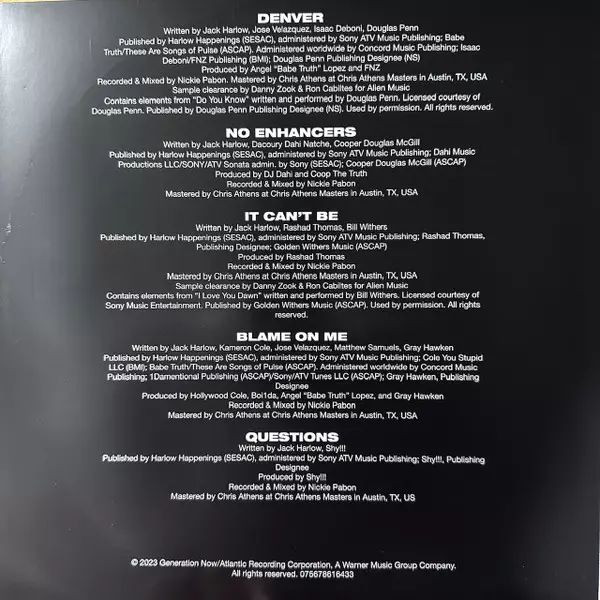 DENVER
Written by Jack Harlow, Jose Velazquez, Isaac Deboni, Douglas Penn
Published by Harlow Happenings (SESAC), administered by Sony ATV Music Publishing; Babe
Truth/These Are Songs of Pulse (ASCAP). Administered worldwide by Concord Music Publishing; Isaac
Deboni/FNZ Publishing (BMI); Douglas Penn Publishing Designee (NS)
Produced by Angel "Babe Truth" Lopez and FNZ
Recorded & Mixed by Nickie Pabon. Mastered by Chris Athens at Chris Athens Masters in Austin, TX, USA
Sample clearance by Danny Zook & Ron Cabiltes for Alien Music
Contains elements from "Do You Know" written and performed by Douglas Penn. Licensed courtesy of
Douglas Penn. Published by Douglas Penn Publishing Designee (NS). Used by permission. All rights reserved.
NO ENHANCERS
Written by Jack Harlow, Dacoury Dahi Natche, Cooper Douglas McGill
Published by Harlow Happenings (SESAC), administered by Sony ATV Music Publishing; Dahi Music
Productions LLC/SONY/ATV Sonata admin. by Sony (SESAC); Cooper Douglas McGill (ASCAP)
Produced by DJ Dahi and Coop The Truth
Recorded & Mixed by Nickie Pabon
Mastered by Chris Athens at Chris Athens Masters in Austin, TX, USA
IT CAN'T BE
Written by Jack Harlow, Rashad Thomas, Bill Withers
Published by Harlow Happenings (SESAC), administered by Sony ATV Music Publishing; Rashad Thomas,
Publishing Designee; Golden Withers Music (ASCAP)
Produced by Rashad Thomas
Recorded & Mixed by Nickie Pabon
Mastered by Chris Athens at Chris Athens Masters in Austin, TX, USA
Sample clearance by Danny Zook & Ron Cabiltes for Alien Music
Contains elements from "I Love You Dawn" written and performed by Bill Withers. Licensed courtesy of
Sony Music Entertainment. Published by Golden Withers Music (ASCAP). Used by permission. All rights
reserved.
BLAME ON ME
Written by Jack Harlow, Kameron Cole, Jose Velazquez, Matthew Samuels, Gray Hawken
Published by Harlow Happenings (SESAC), administered by Sony ATV Music Publishing; Cole You Stupid
LLC (BMI); Babe Truth/These Are Songs of Pulse (ASCAP). Administered worldwide by Concord Music
Publishing; 1Damentional Publishing (ASCAP)/Sony/ATV Tunes LLC (ASCAP); Gray Hawken, Publishing
Designee
Produced by Hollywood Cole, Boi1da, Angel "Babe Truth" Lopez, and Gray Hawken
Recorded & Mixed by Nickie Pabon
Mastered by Chris Athens at Chris Athens Masters in Austin, TX, USA
QUESTIONS
Written by Jack Harlow, Shy!!!
Published by Harlow Happenings (SESAC), administered by Sony ATV Music Publishing; Shy!!!, Publishing
Designee
Produced by Shy!!!
Recorded & Mixed by Nickie Pabon
Mastered by Chris Athens at Chris Athens Masters in Austin, TX, US
© 2023 Generation Now/Atlantic Recording Corporation, A Warner Music Group Company.
All rights reserved. 075678616433